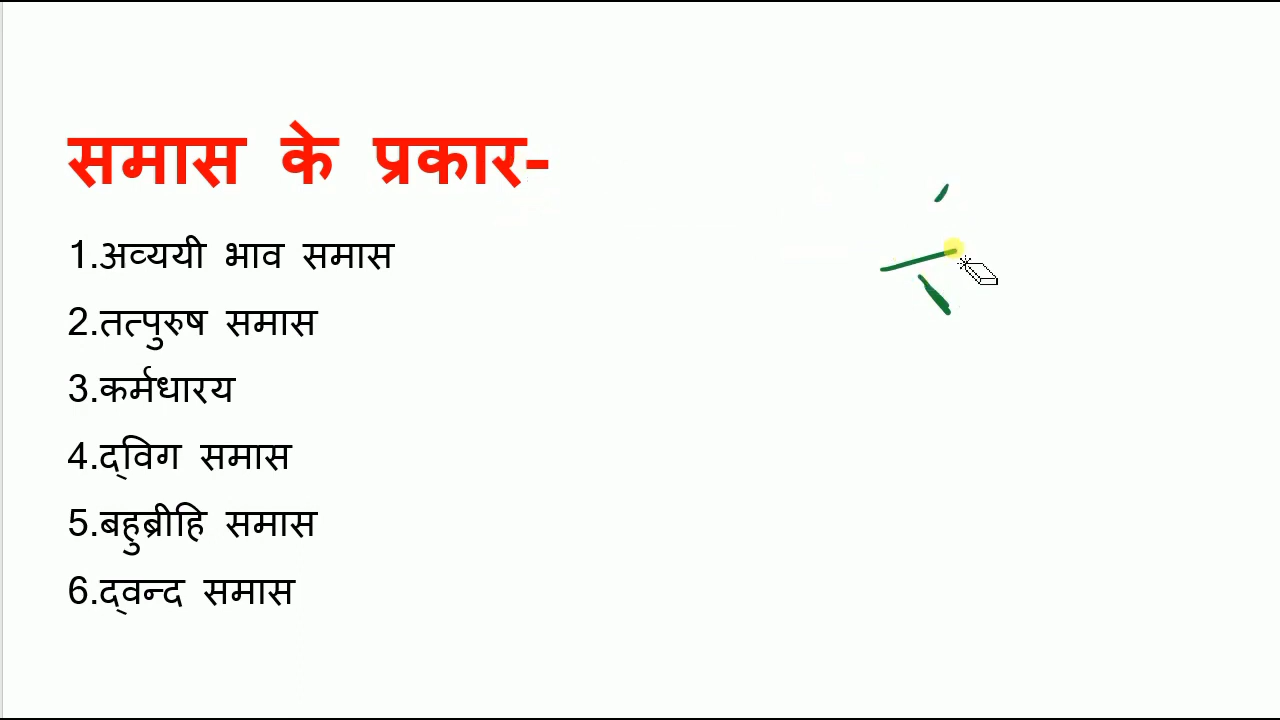 समास के प्रकार-
1.अव्ययी भाव समास
2.तत्पुरुष समास
3.कर्मधारय
4.द्‌विग समास
5.बहुब्रीहि समास
6.द्‌वन्द समास